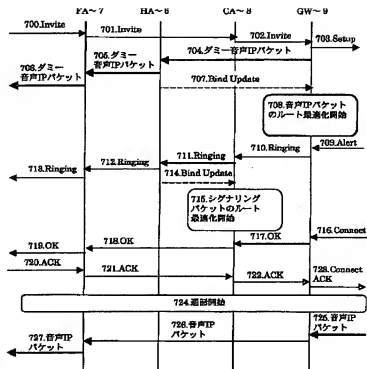 FA～7 HA～6 CA～8 GW～9
700.Invite
701.Invite
702.Invite
703.Setup
704.ダミー
音声IPパケット
705.ダミー
音声IPパケット
706.ダミー
音声IPパケット
707.Bind Update
708.音声IPパケット
のルート最適化開始
709.Alert
710.Ringing
711.Ringing
712.Ringing
713.Ringing
714.Bind Update
715.シグナリング
パケットのルート
最適化開始
716.Connect
717.OK
718.OK
719.OK
720.ACK
721.ACK
722.ACK
723.Connect
ACK
724.通話開始
725.音声IP
パケット
726.音声IP
パケット
727.音声IP
パケット